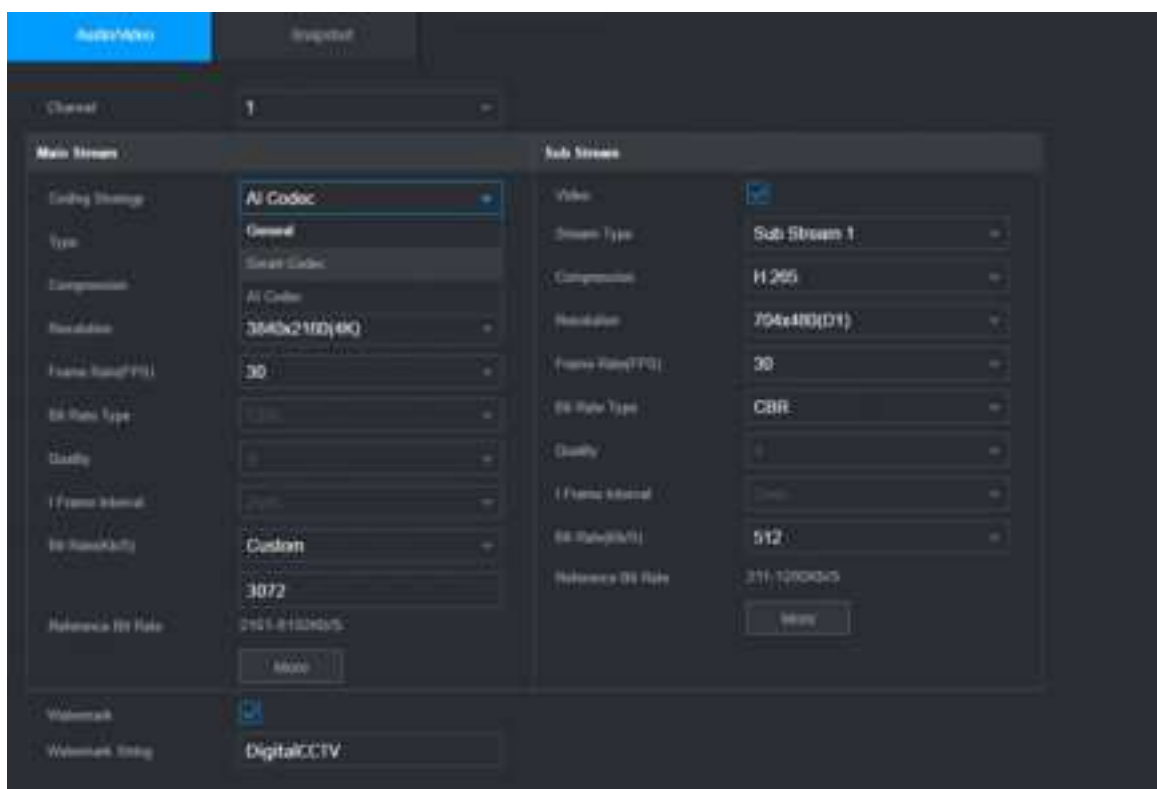 Audio/Video
Snapshot
Channel
1
Main Stream
Coding Strategy
AI Codec
General
Smart Codec
AI Codec
Type
Compression
Resolution
3840x2160(4K)
Frame Rate(FPS)
30
Bit Rate Type
CBR
Quality
I Frame Interval
Bit Rate(Kb/S)
Custom
3072
Reference Bit Rate
More
Sub Stream
Video
Stream Type
Sub Stream 1
Compression
H.265
Resolution
704x480(D1)
Frame Rate(FPS)
30
Bit Rate Type
CBR
Quality
I Frame Interval
Bit Rate(Kb/S)
512
Reference Bit Rate
More
Watermark
Watermark String
DigitalCCTV